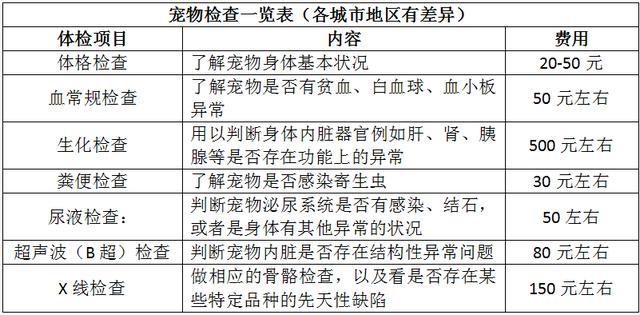 宠物检查一览表（各城市地区有差异）
体检项目 内容 费用
体格检查 了解宠物身体基本状况 20-50 元
血常规检查 了解宠物是否有贫血、白血球、血小板
异常 50 元左右
生化检查 用以判断身体内脏器官例如肝、肾、胰
腺等是否存在功能上的异常 500 元左右
粪便检查 了解宠物是否感染寄生虫 30 元左右
尿液检查： 判断宠物泌尿系统是否有感染、结石，
或者是身体有其他异常的状况 50 左右
超声波（B 超）检查 判断宠物内脏是否存在结构性异常问题 80 元左右
X 线检查 做相应的骨骼检查，以及看是否存在某
些特定品种的先天性缺陷 150 元左右